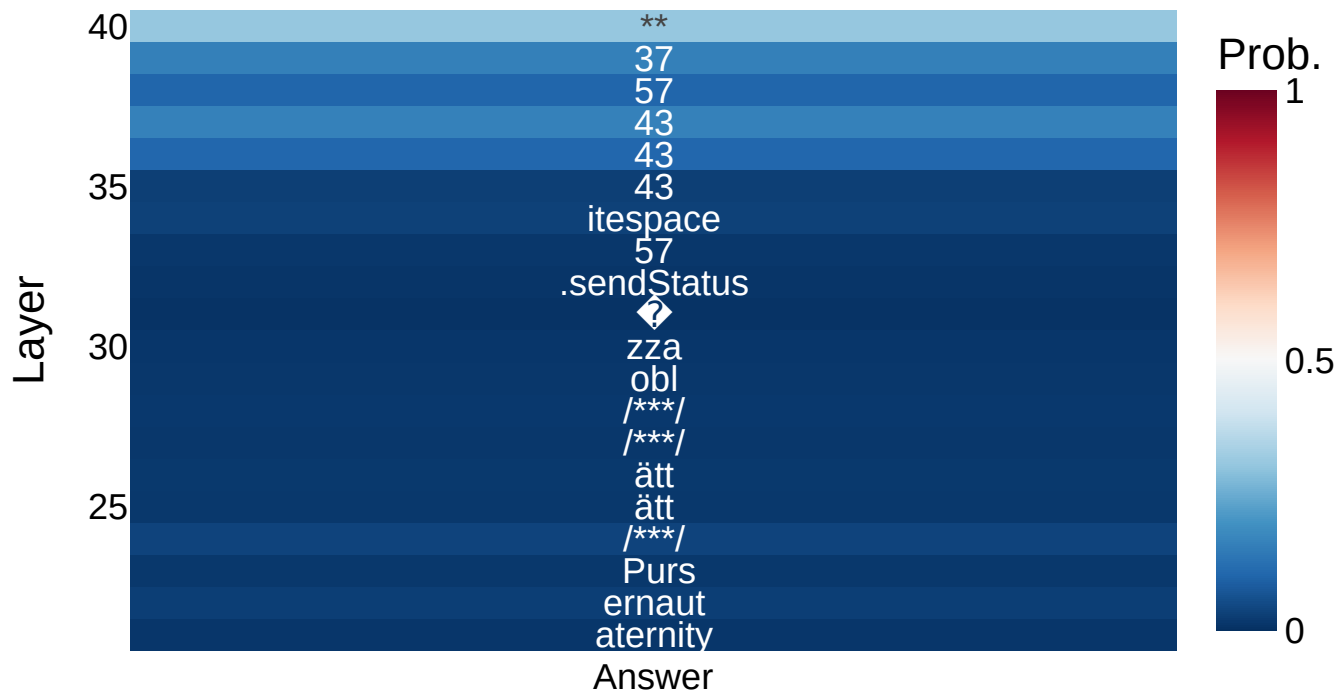 40
**
37
57
43
43
35
43
itespace
57
.sendStatus
�
30
zza
obl
/***/
/***/
ätt
25
ätt
/***/
Purs
ernaut
aternity
Layer
Answer
Prob.
1
0.5
0